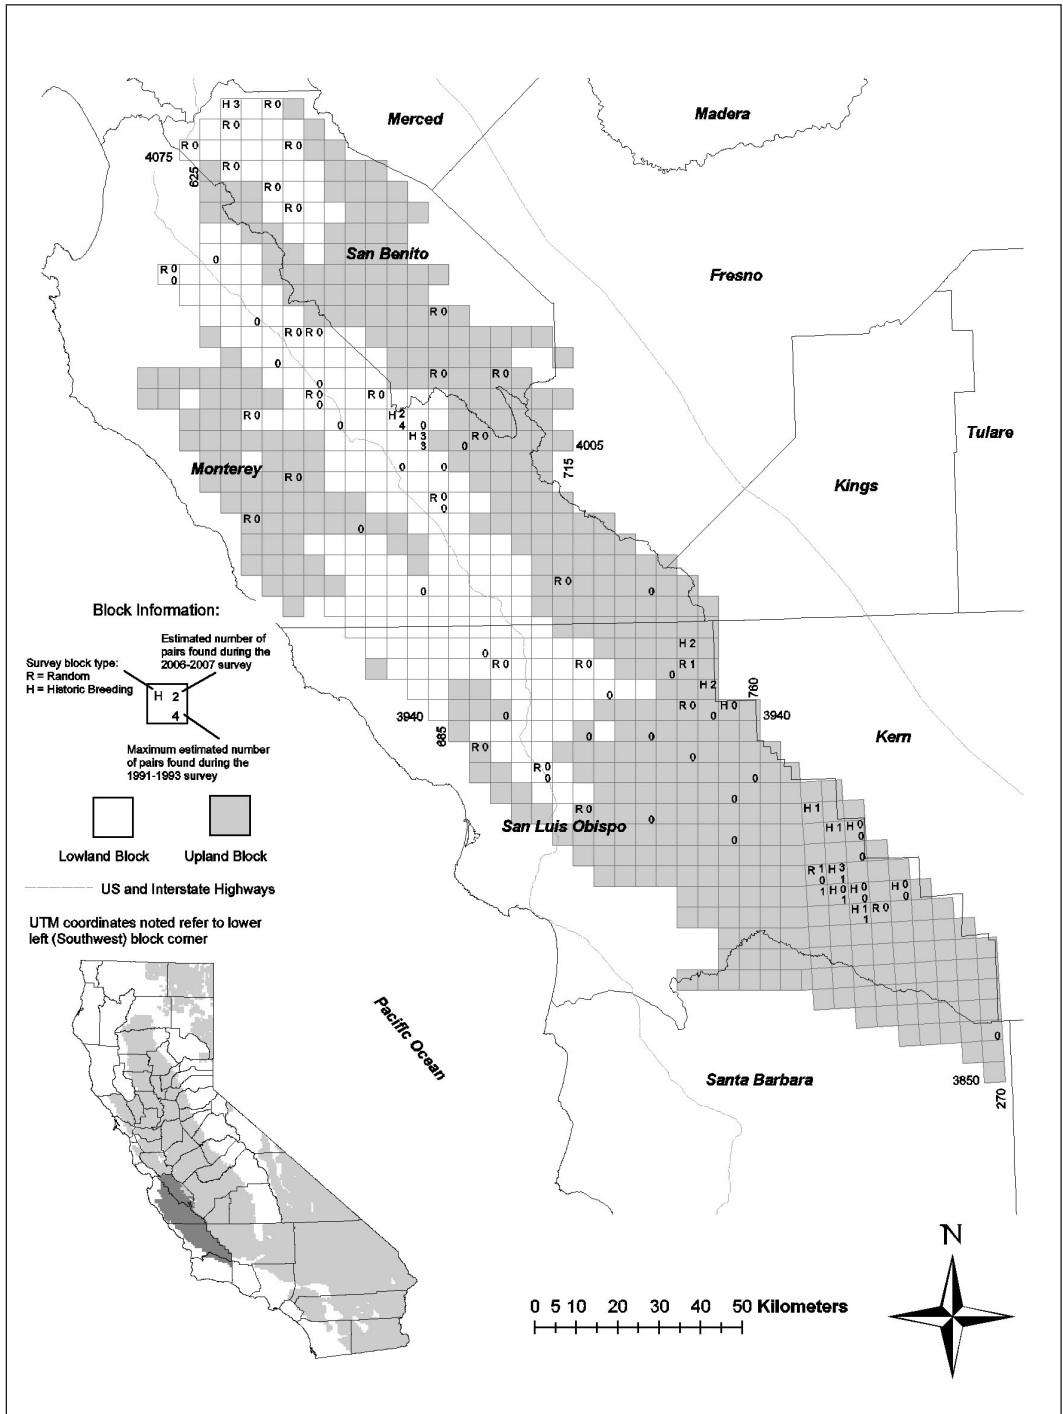 Merced
Madera
H 3 R 0
R 0
R 0 R 0
4075
625
R 0
R 0
R 0
San Benito
0
R 0
0
Fresno
R 0
0
R 0 R 0
0
R 0 R 0
0
R 0 R 0
0
R 0
H 2
4
0
0
H 3
3
R 0
0
4005
715
Tulare
Monterey
0 0
R 0
Kings
R 0
0
R 0
0
R 0
0
0
Block Information:
Estimated number of
pairs found during the
2006-2007 survey
Survey block type:
R = Random
H = Historic Breeding
H 2
4
Maximum estimated number
of pairs found during the
1991-1993 survey
H 2
0
R 0 R 0 R 1
0
H 2
0
760
R 0 H 0
3940
0 0
3940
685
0 0
Kern
R 0
0
R 0
0
0
0
R 0
0
H 1
San Luis Obispo
H 1 H 0
0
0
0
R 1 H 3
0 1
1 H 0 H 0 H 0
1 0 0
H 1 R 0
1
Lowland Block
Upland Block
US and Interstate Highways
UTM coordinates noted refer to lower
left (Southwest) block corner
Pacific Ocean
0
Santa Barbara
3850
270
N
0 5 10 20 30 40 50 Kilometers